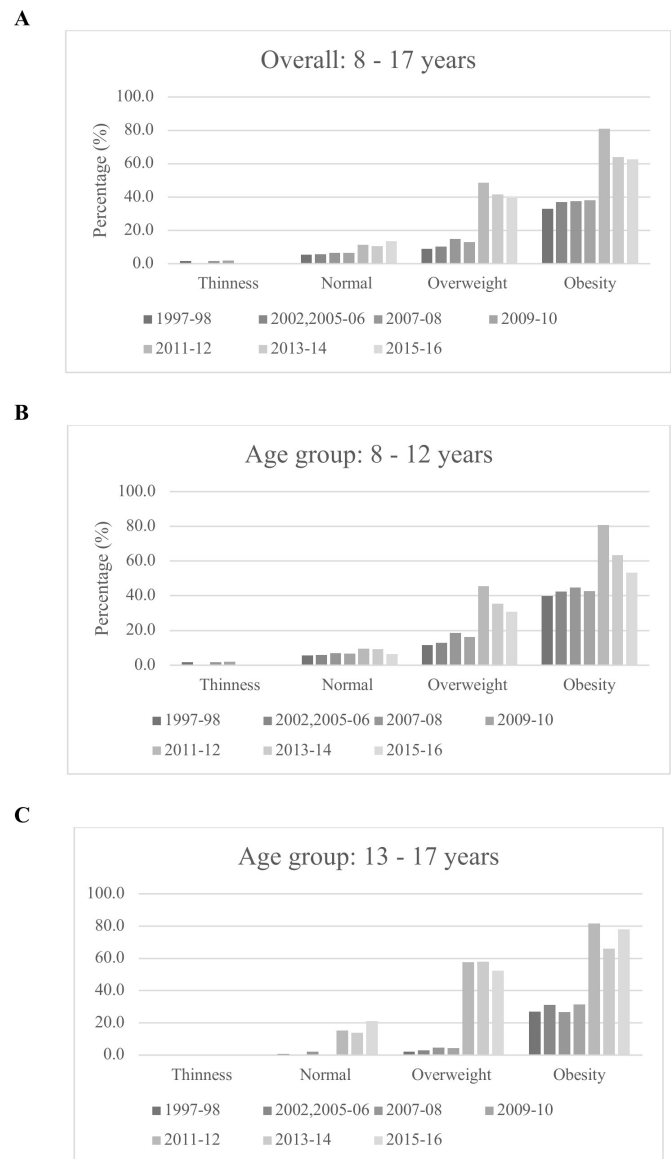 A
Overall: 8 - 17 years
100.0
80.0
60.0
40.0
20.0
0.0
Percentage (%)
Thinness Normal Overweight Obesity
1997-98 2002,2005-06 2007-08 2009-10
2011-12 2013-14 2015-16
B
Age group: 8 - 12 years
100.0
80.0
60.0
40.0
20.0
0.0
Percentage (%)
Thinness Normal Overweight Obesity
1997-98 2002,2005-06 2007-08 2009-10
2011-12 2013-14 2015-16
C
Age group: 13 - 17 years
100.0
80.0
60.0
40.0
20.0
0.0
Thinness Normal Overweight Obesity
1997-98 2002,2005-06 2007-08 2009-10
2011-12 2013-14 2015-16